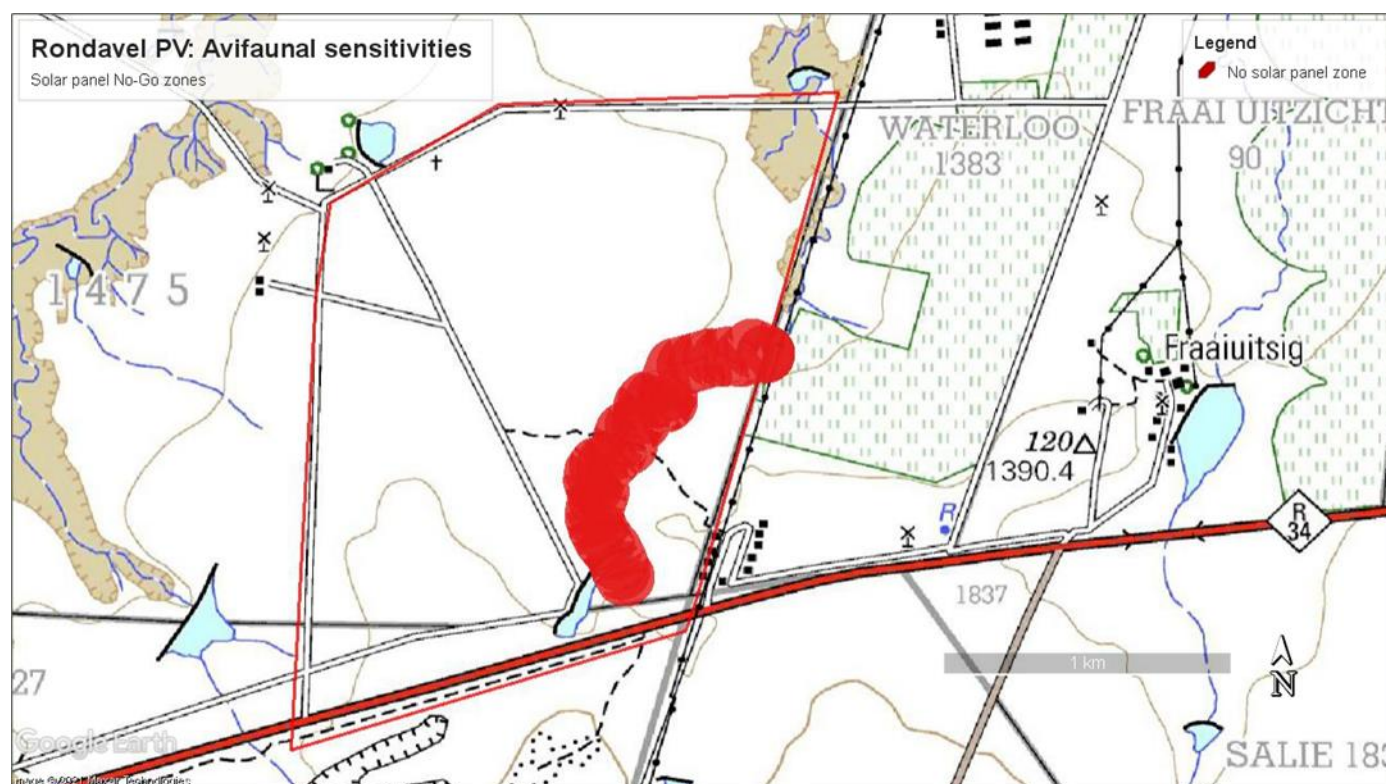 Rondavel PV: Avifaunal sensitivities
Solar panel No-Go zones
Legend
No solar panel zone
WATERLOO
1383
FRAAI UITZICHT
90
1475
Fraaiuitsig
120
1390.4
R
R
34
1837
1 km
N
27
SALIE 183
Google Earth